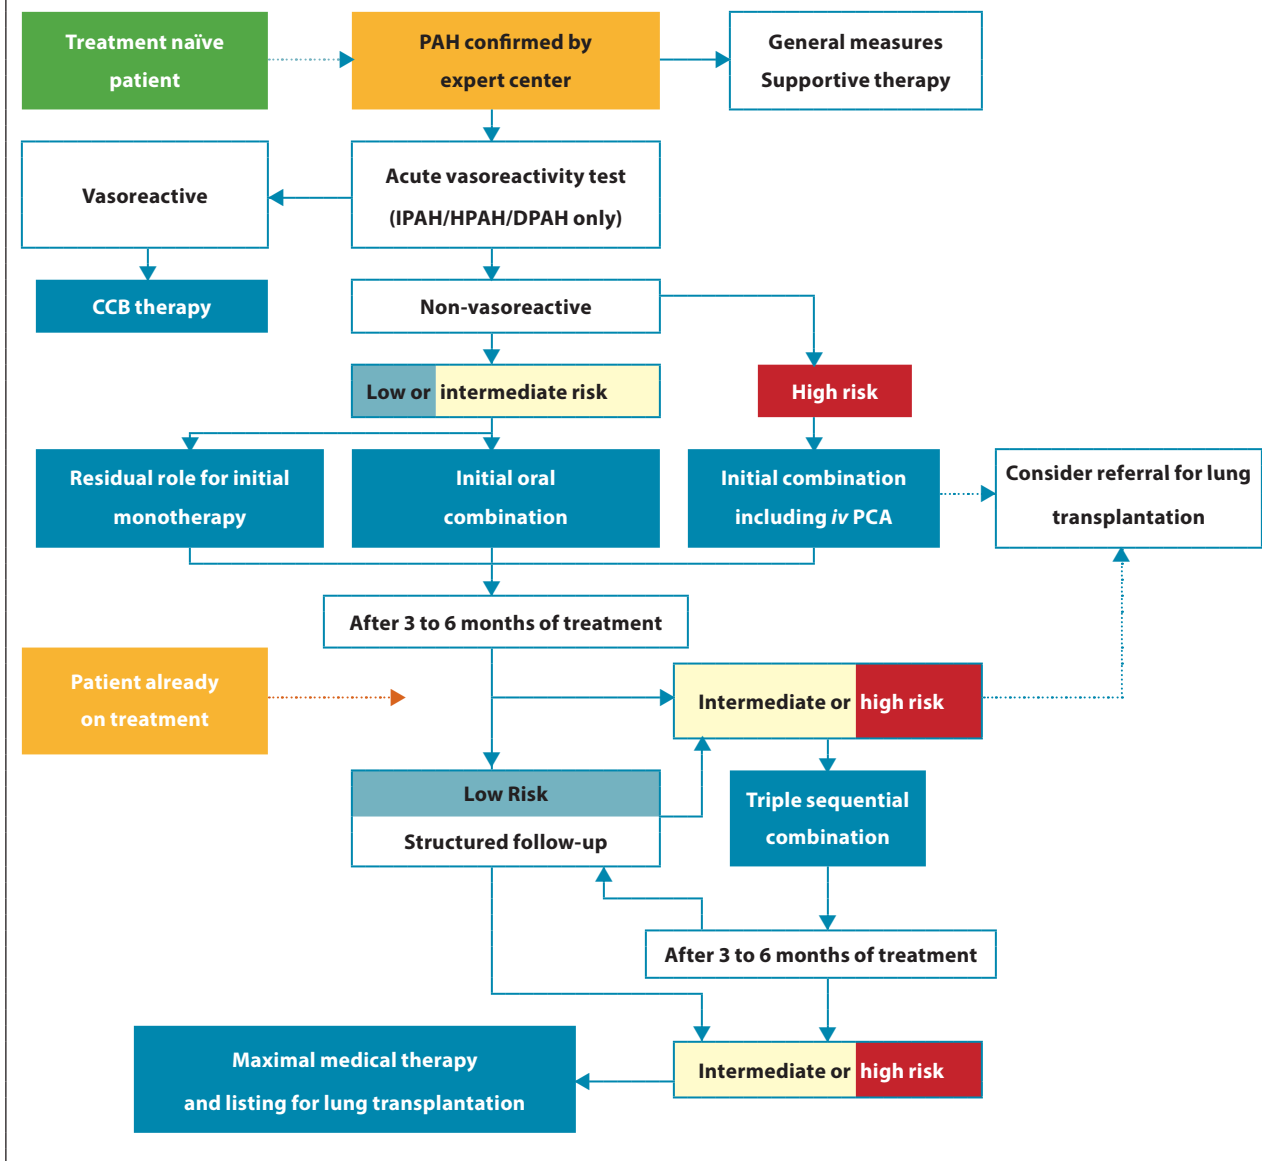 Treatment naïve
patient
PAH confirmed by
expert center
General measures
Supportive therapy
Vasoreactive
Acute vasoreactivity test
(IPAH/HPAH/DPAH only)
CCB therapy
Non-vasoreactive
Low or intermediate risk
High risk
Residual role for initial
monotherapy
Initial oral
combination
Initial combination
including iv PCA
Consider referral for lung
transplantation
After 3 to 6 months of treatment
Patient already
on treatment
Intermediate or high risk
Low Risk
Structured follow-up
Triple sequential
combination
After 3 to 6 months of treatment
Maximal medical therapy
and listing for lung transplantation
Intermediate or high risk